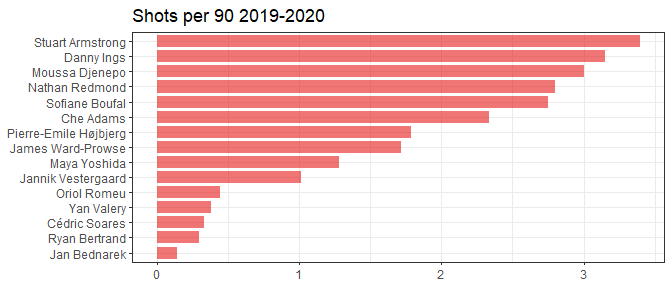 Shots per 90 2019-2020
Stuart Armstrong
Danny Ings
Moussa Djenepo
Nathan Redmond
Sofiane Boufal
Che Adams
Pierre-Emile Højbjerg
James Ward-Prowse
Maya Yoshida
Jannik Vestergaard
Oriol Romeu
Yan Valery
Cédric Soares
Ryan Bertrand
Jan Bednarek
0 1 2 3